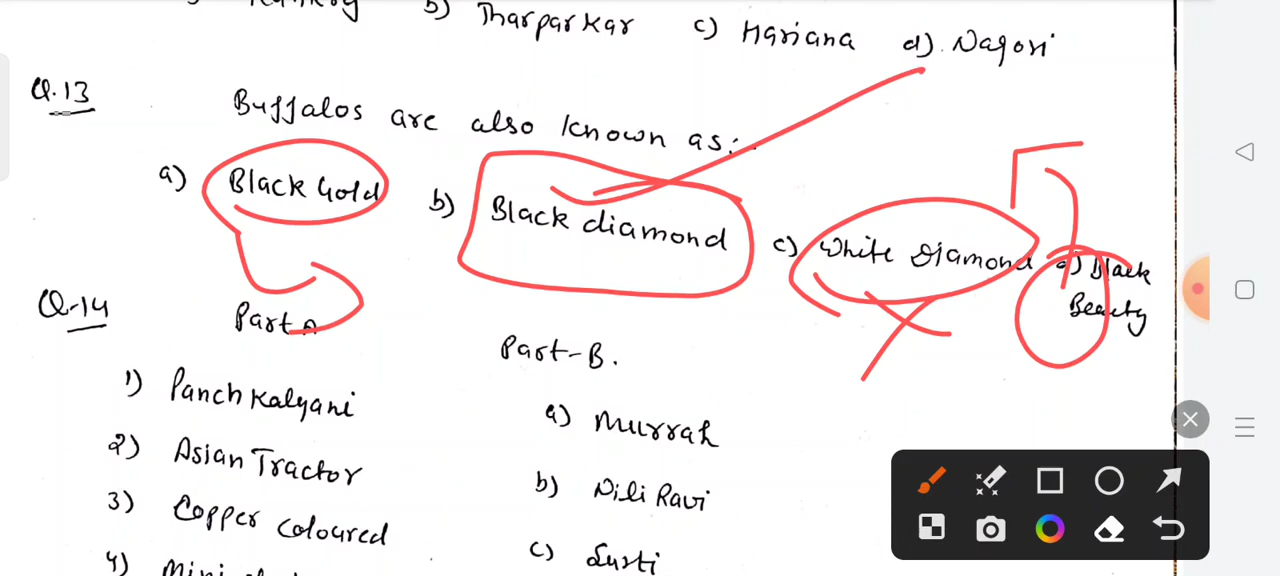 b) Tharparkar c) Hariana d). Nagori
Q.13 Buffalos are also known as:-
a) Black Gold b) Black diamond c) White Diamond d) Black Beauty
Q-14 Part A Part-B.
1) Panch Kalyani a) Murrah
2) Asian Tractor b) Nili Ravi
3) Copper coloured c) Surti
4)